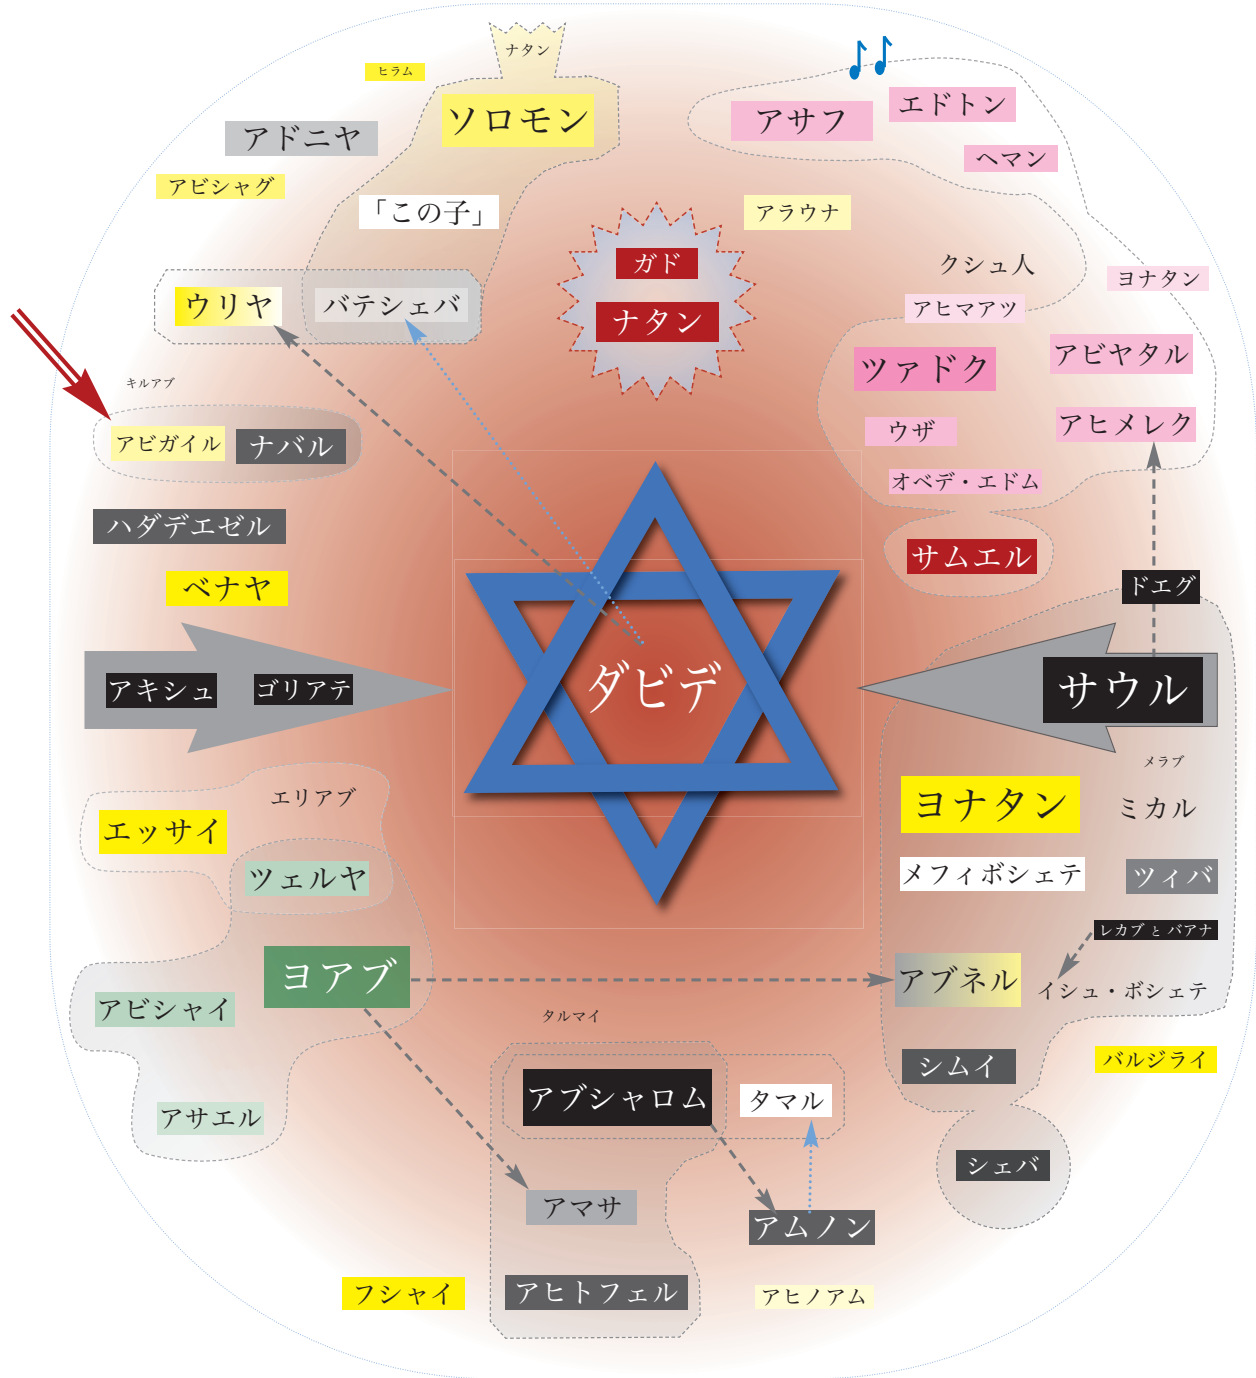 ナタン
ヒラム
ソロモン
アドニヤ
アビシャグ
「この子」
アサフ
エドトン
ヘマン
アラウナ
ガド
ナタン
クシュ人
ヨナタン
アヒマアツ
ウリヤ
バテシェバ
ツァドク
アビヤタル
キルアブ
アビガイル
ナバル
ウザ
アヒメレク
オベデ・エドム
ハダデエゼル
サムエル
ベナヤ
ドエグ
アキシュ
ゴリアテ
ダビデ
サウル
メラブ
エリアブ
ヨナタン
ミカル
エッサイ
ツェルヤ
メフィボシェテ
ツィバ
レカブ と バアナ
ヨアブ
アブネル
イシュ・ボシェテ
アビシャイ
タルマイ
シムイ
バルジライ
アブシャロム
タマル
アサエル
シェバ
アマサ
アムノン
フシャイ
アヒトフェル
アヒノアム